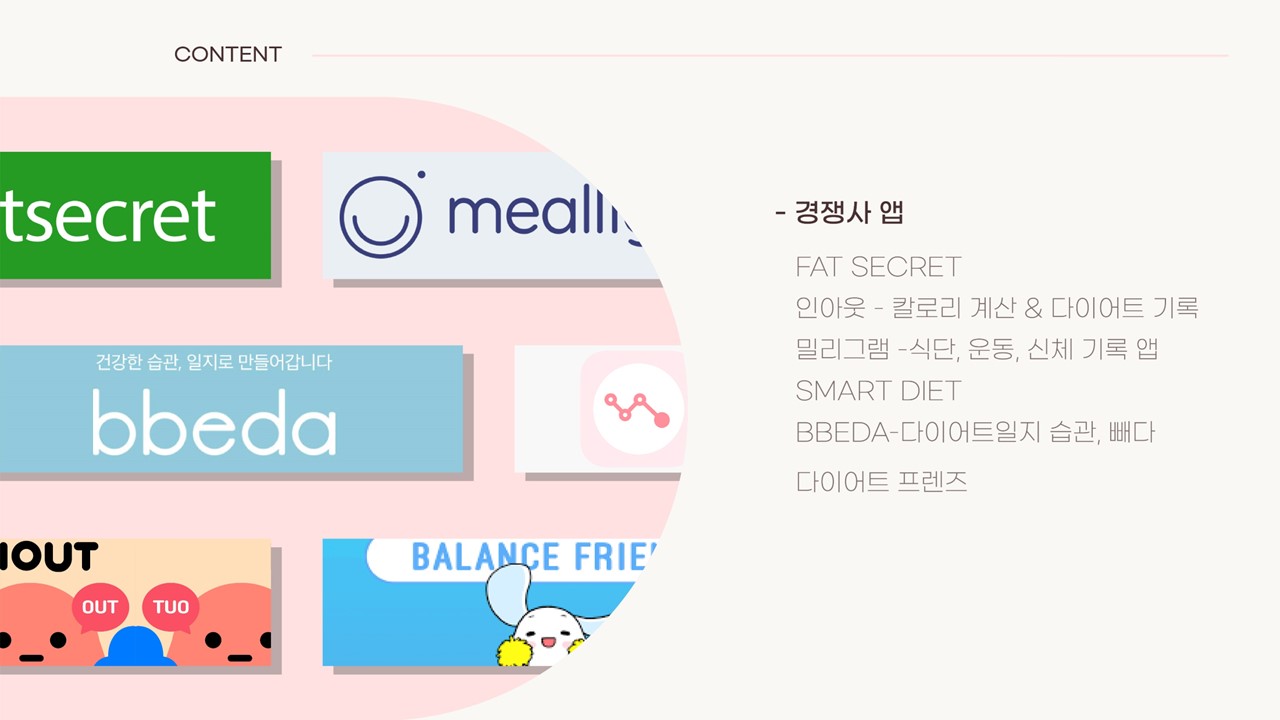 CONTENT
tsecret
meallig
건강한 습관, 일지로 만들어갑니다
bbeda
IOUT
OUT
TUO
BALANCE FRIEN
- 경쟁사 앱
FAT SECRET
인아웃 - 칼로리 계산 & 다이어트 기록
밀리그램 -식단, 운동, 신체 기록 앱
SMART DIET
BBEDA-다이어트일지 습관, 빼다
다이어트 프렌즈